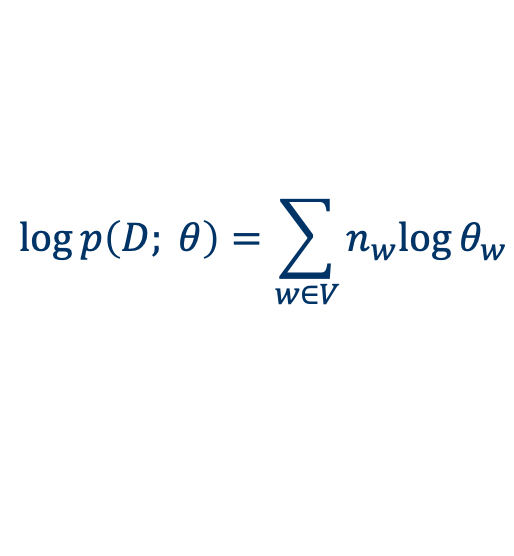 log p(D; θ) = ∑_{w∈V} n_w log θ_w